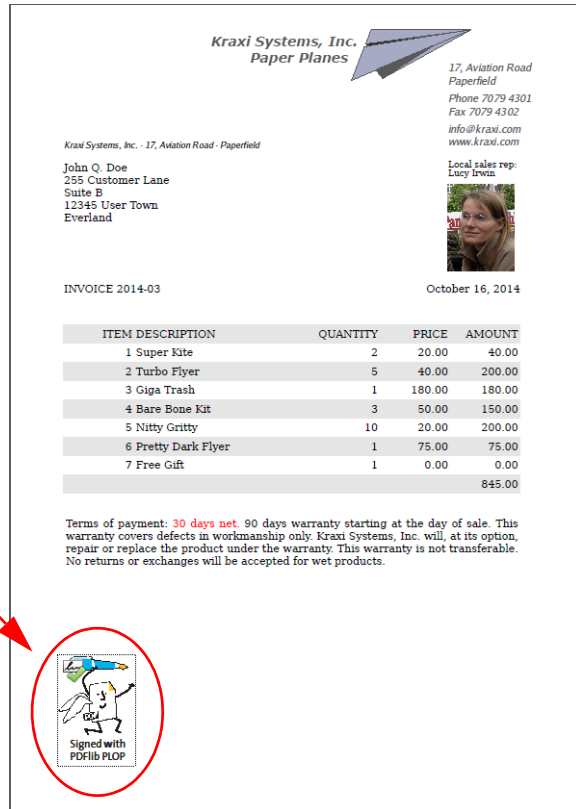 Kraxi Systems, Inc.
Paper Planes
17, Aviation Road
Paperfield
Phone 7079 4301
Fax 7079 4302
info@kraxi.com
www.kraxi.com
Kraxi Systems, Inc. - 17, Aviation Road - Paperfield
Local sales rep:
Lucy Irwin
John Q. Doe
255 Customer Lane
Suite B
12345 User Town
Everland
INVOICE 2014-03 October 16, 2014
ITEM DESCRIPTION QUANTITY PRICE AMOUNT
1 Super Kite 2 20.00 40.00
2 Turbo Flyer 5 40.00 200.00
3 Giga Trash 1 180.00 180.00
4 Bare Bone Kit 3 50.00 150.00
5 Nitty Gritty 10 20.00 200.00
6 Pretty Dark Flyer 1 75.00 75.00
7 Free Gift 1 0.00 0.00
845.00
Terms of payment: 30 days net. 90 days warranty starting at the day of sale. This
warranty covers defects in workmanship only. Kraxi Systems, Inc. will, at its option,
repair or replace the product under the warranty. This warranty is not transferable.
No returns or exchanges will be accepted for wet products.
Signed with
PDFlib PLOP